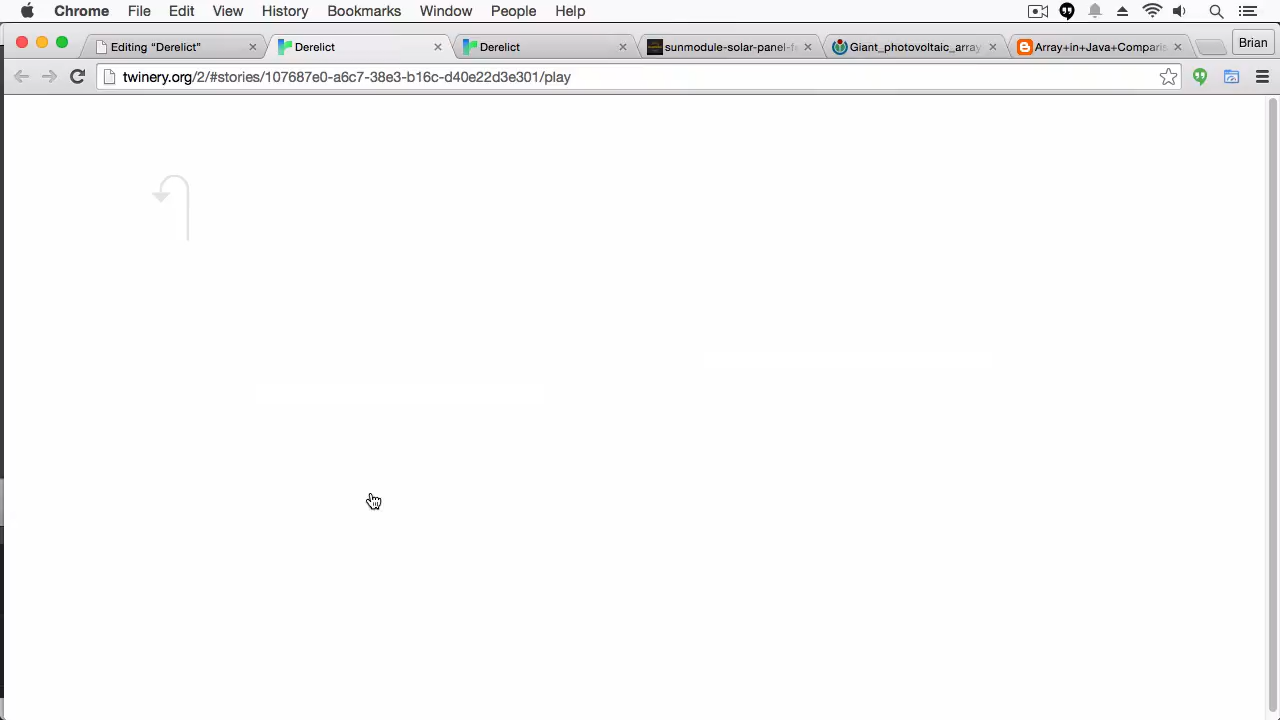 Chrome File Edit View History Bookmarks Window People Help
Editing “Derelict” Derelict Derelict sunmodule-solar-panel-f Giant_photovoltaic_array Array+in+Java+Comparis Brian
twinery.org/2/#stories/107687e0-a6c7-38e3-b16c-d40e22d3e301/play